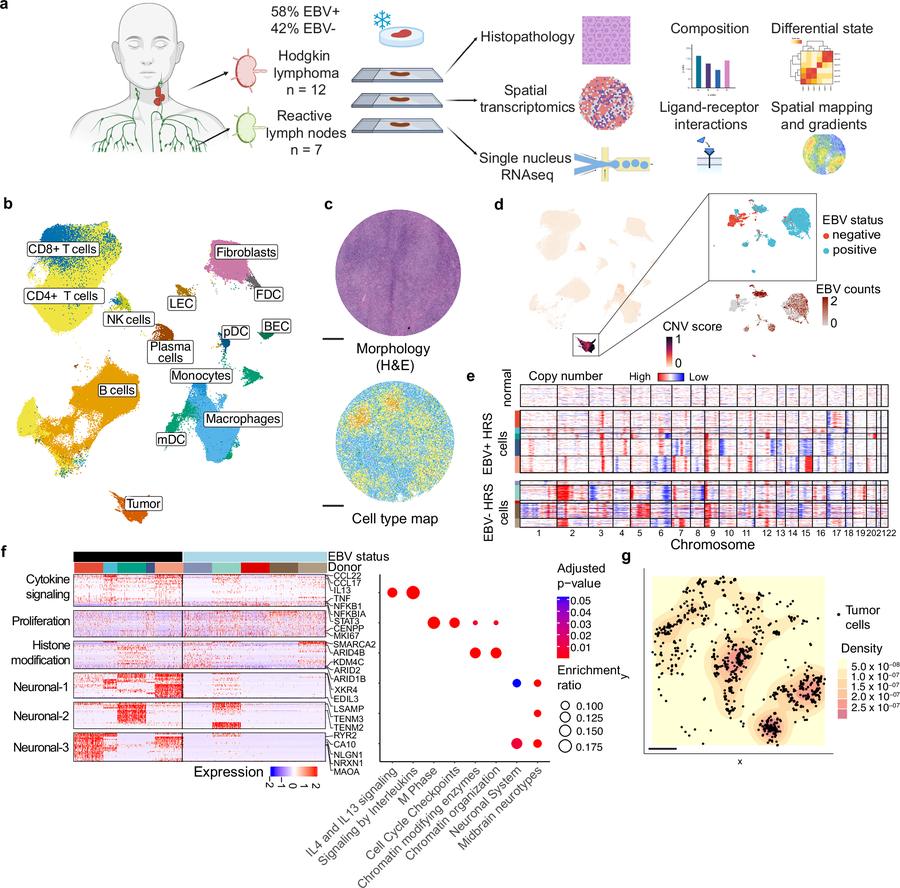 a
58% EBV+
42% EBV-
Hodgkin
lymphoma
n = 12
Reactive
lymph nodes
n = 7
Histopathology
Spatial
transcriptomics
Single nucleus
RNAseq
Composition
Differential state
Ligand-receptor
interactions
Spatial mapping
and gradients
b
CD8+ T cells
CD4+ T cells
NK cells
LEC
Fibroblasts
FDC
Plasma
cells
pDC
BEC
Monocytes
B cells
Macrophages
mDC
Tumor
c
Morphology
(H&E)
Cell type map
d
EBV status
negative
positive
EBV counts
2
0
CNV score
1
0
e
Copy number
High
Low
normal
EBV+ HRS
cells
EBV- HRS
cells
1 2 3 4 5 6 7 8 9 10 11 12 13 14 15 16 17 18 19 20 21 22
Chromosome
f
EBV status
Donor
Cytokine
signaling
Proliferation
Histone
modification
Neuronal-1
Neuronal-2
Neuronal-3
CCL22
CCL17
IL13
TNF
NFKB1
NFKBIA
STAT3
CENPP
MKI67
SMARCA2
ARID4B
KDM4C
ARID2
ARID1B
XKR4
EDIL3
LSAMP
TENM3
TENM2
RYR2
CA10
NLGN1
NRXN1
MAOA
Expression
-2 -1 0 1 2
IL4 and IL13 signaling
Signaling by Interleukins
M Phase
Cell Cycle Checkpoints
Chromatin modifying enzymes
Chromatin organization
Neuronal System
Midbrain neurotypes
Adjusted
p-value
0.05
0.04
0.03
0.02
0.01
Enrichment
ratio
0.100
0.125
0.150
0.175
g
y
x
Tumor
cells
Density
5.0 x 10⁻⁰⁸
1.0 x 10⁻⁰⁷
1.5 x 10⁻⁰⁷
2.0 x 10⁻⁰⁷
2.5 x 10⁻⁰⁷